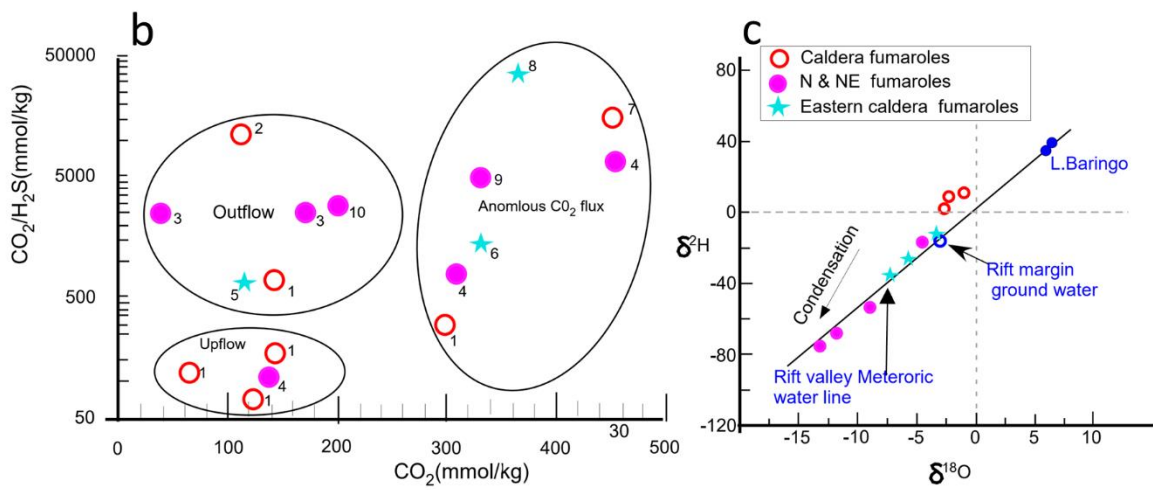 b
50000
5000
500
50
CO2/H2S(mmol/kg)
8
2
7
4
9
3
Outflow
3
10
Anomlous C02 flux
6
5
1
4
1
Upflow
1
1
4
1
0
100
200
300
400
30
500
CO2(mmol/kg)
c
Caldera fumaroles
N & NE fumaroles
Eastern caldera fumaroles
80
40
0
-40
-80
-120
δ2H
L.Baringo
Condensation
Rift margin
ground water
Rift valley Meteroric
water line
-15
-10
-5
0
5
10
δ18O